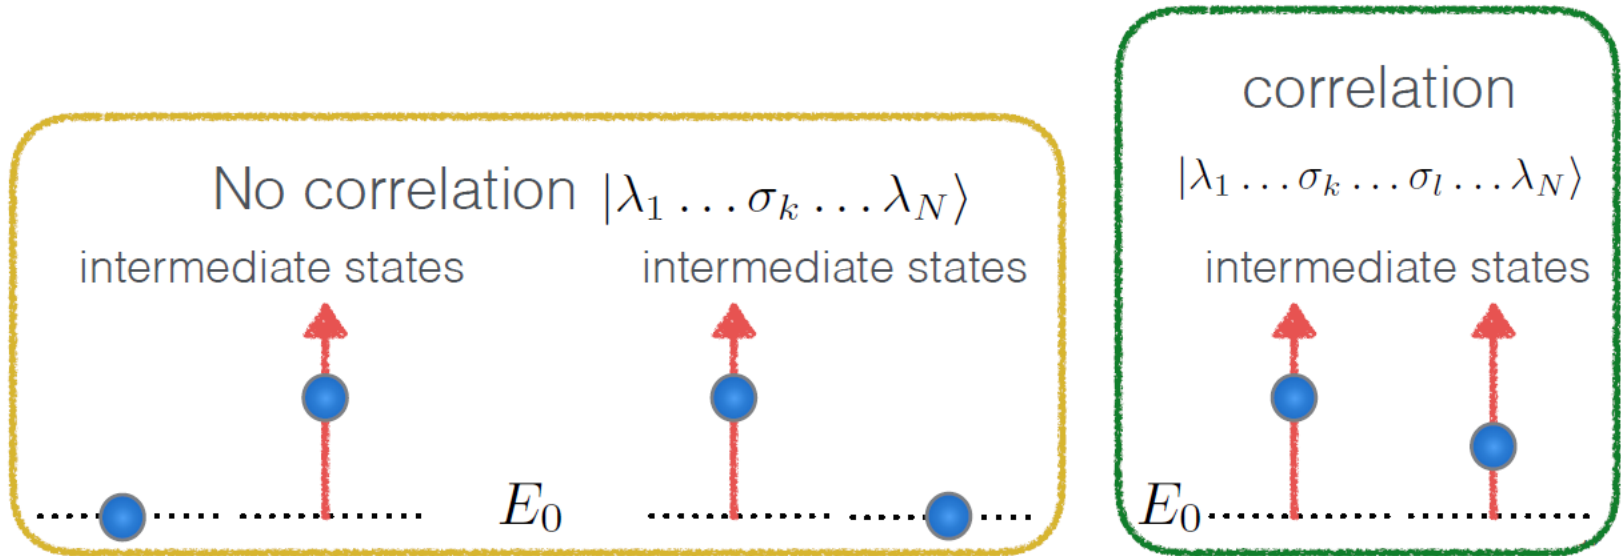 No correlation |λ₁ … σₖ … λ_N⟩
intermediate states
intermediate states
E₀
correlation
|λ₁ … σₖ … σₗ … λ_N⟩
intermediate states
E₀